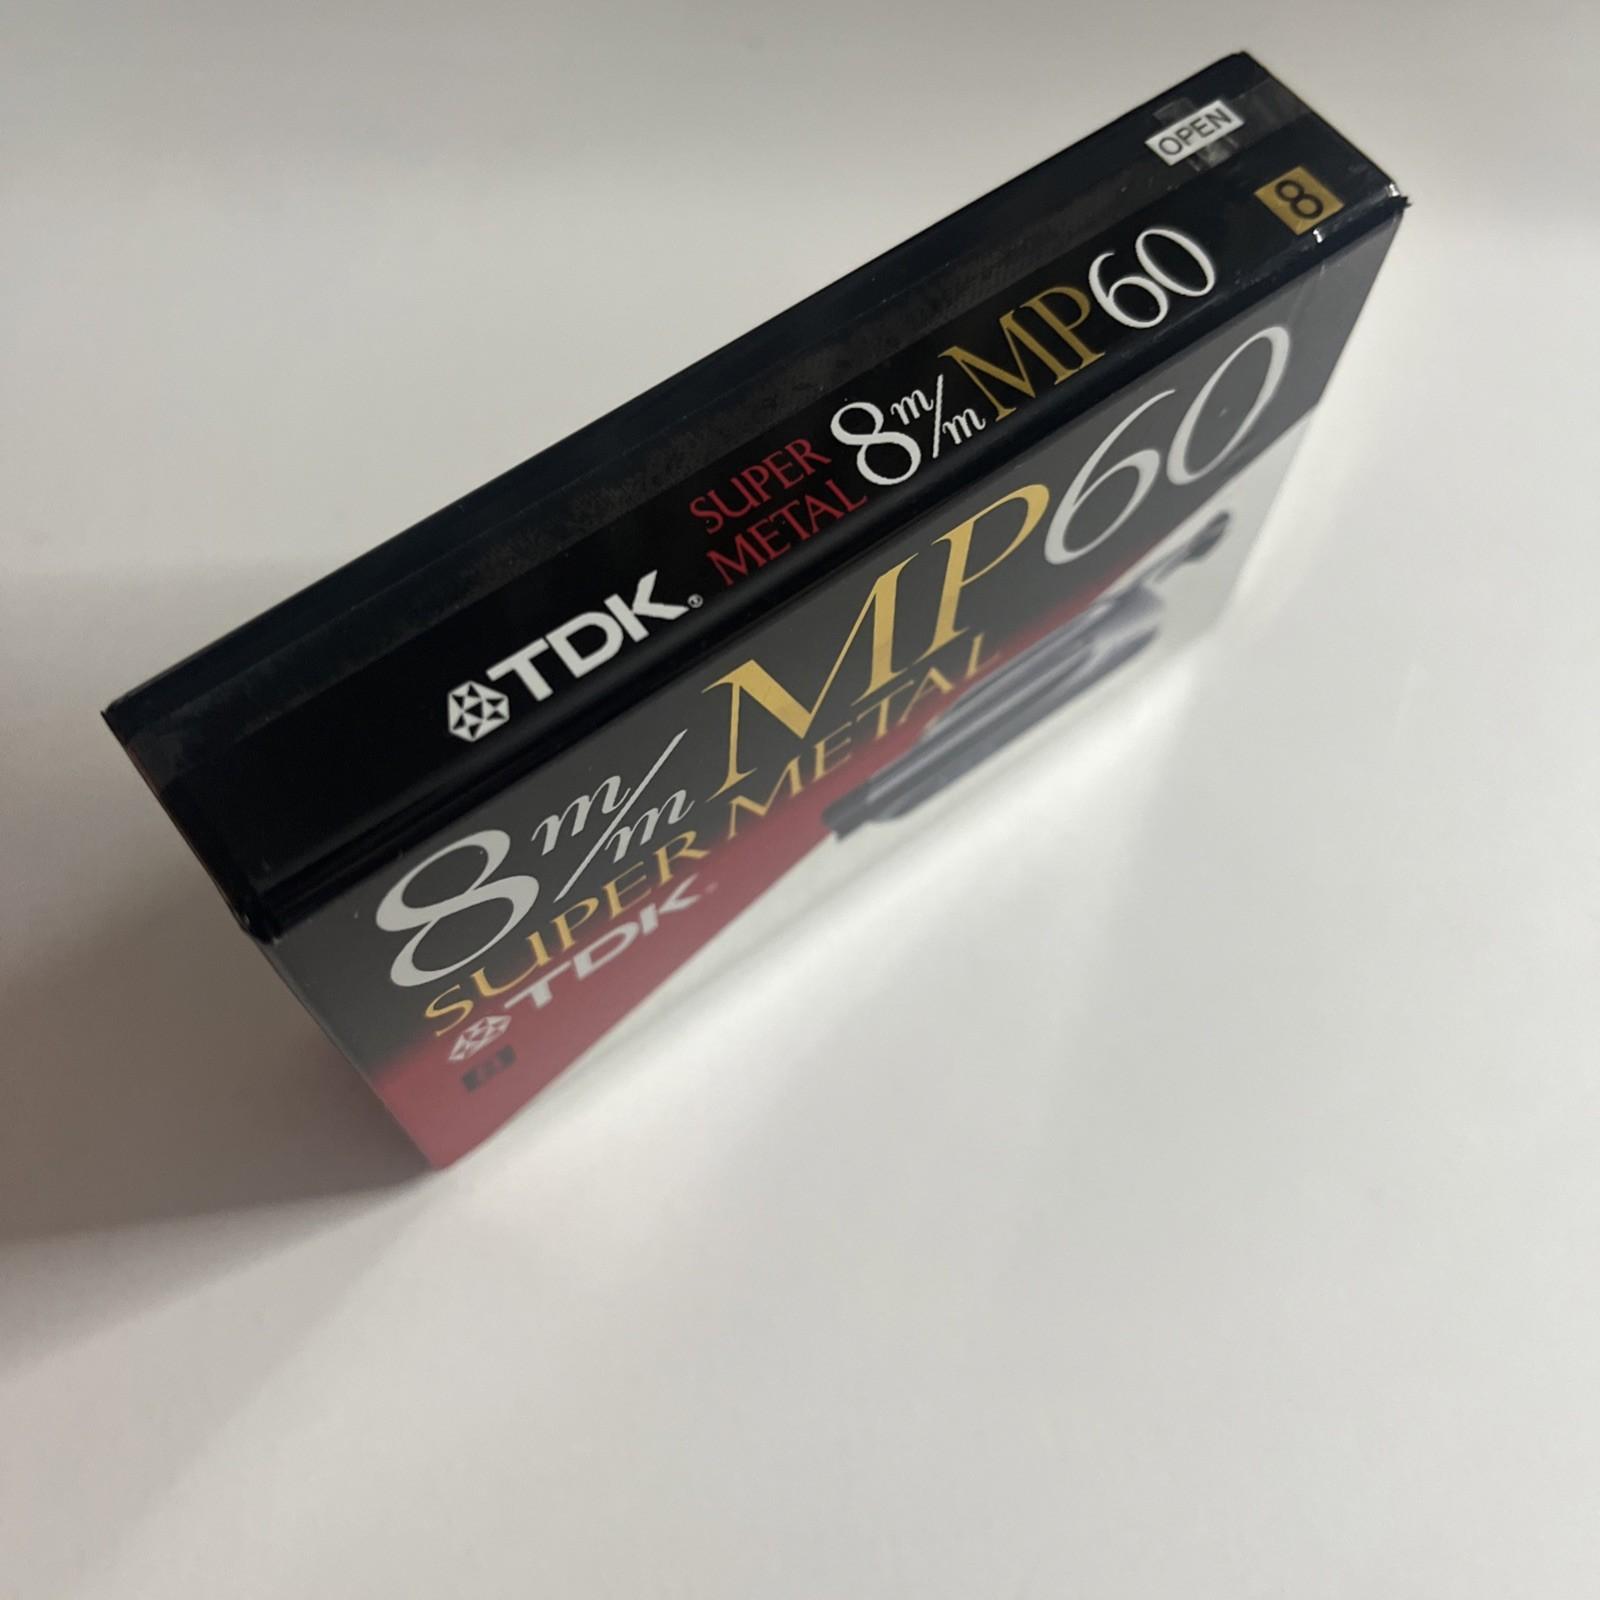 OPEN
8
TDK®
SUPER
METAL
8m/m MP60
8m/m MP60
SUPER METAL
TDK